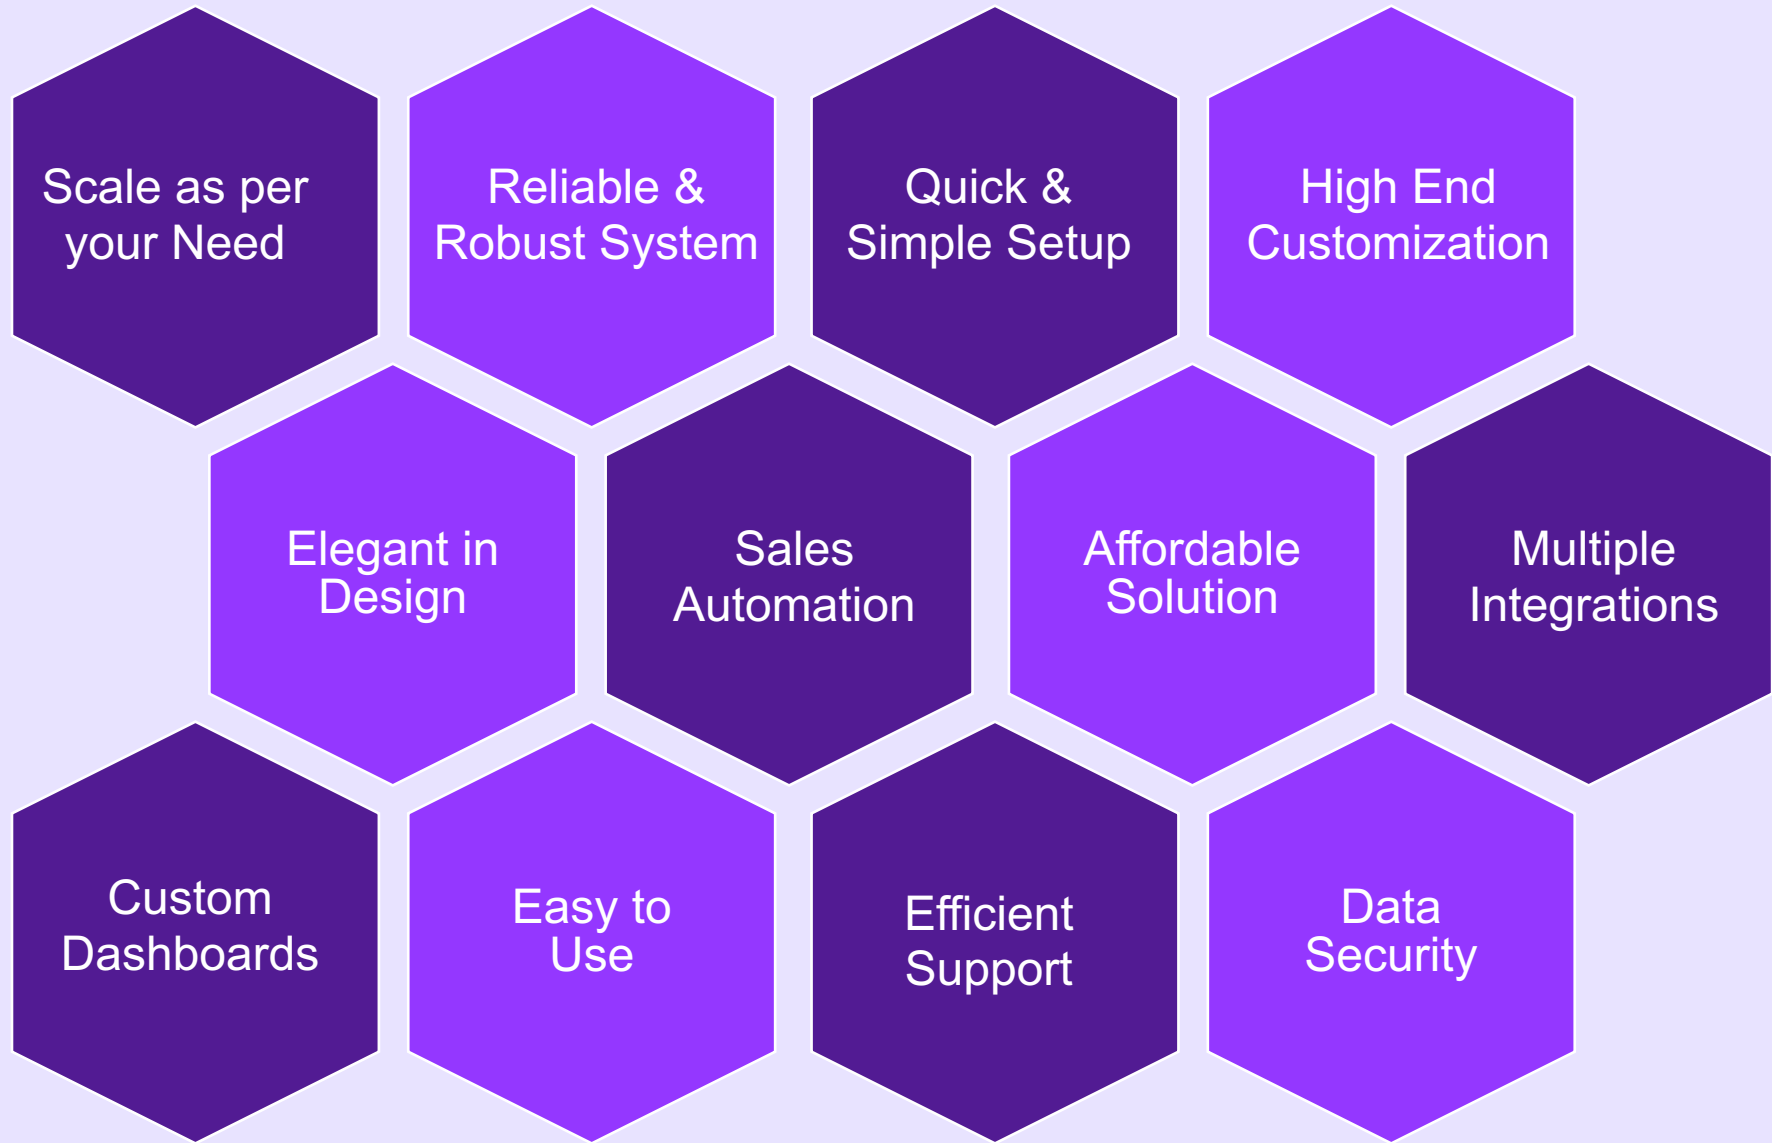 Scale as per
your Need
Reliable &
Robust System
Quick &
Simple Setup
High End
Customization
Elegant in
Design
Sales
Automation
Affordable
Solution
Multiple
Integrations
Custom
Dashboards
Easy to
Use
Efficient
Support
Data
Security